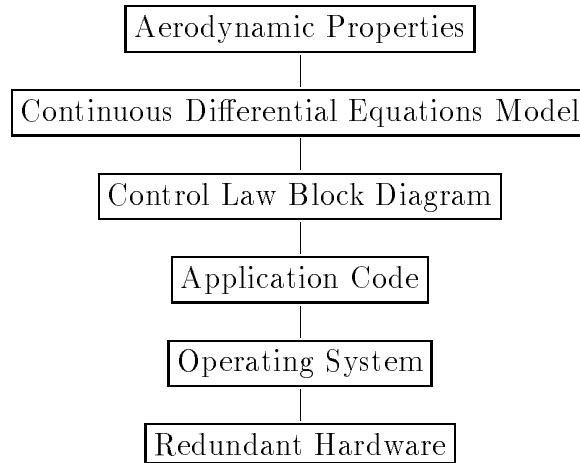 Aerodynamic Properties
Continuous Differential Equations Model
Control Law Block Diagram
Application Code
Operating System
Redundant Hardware